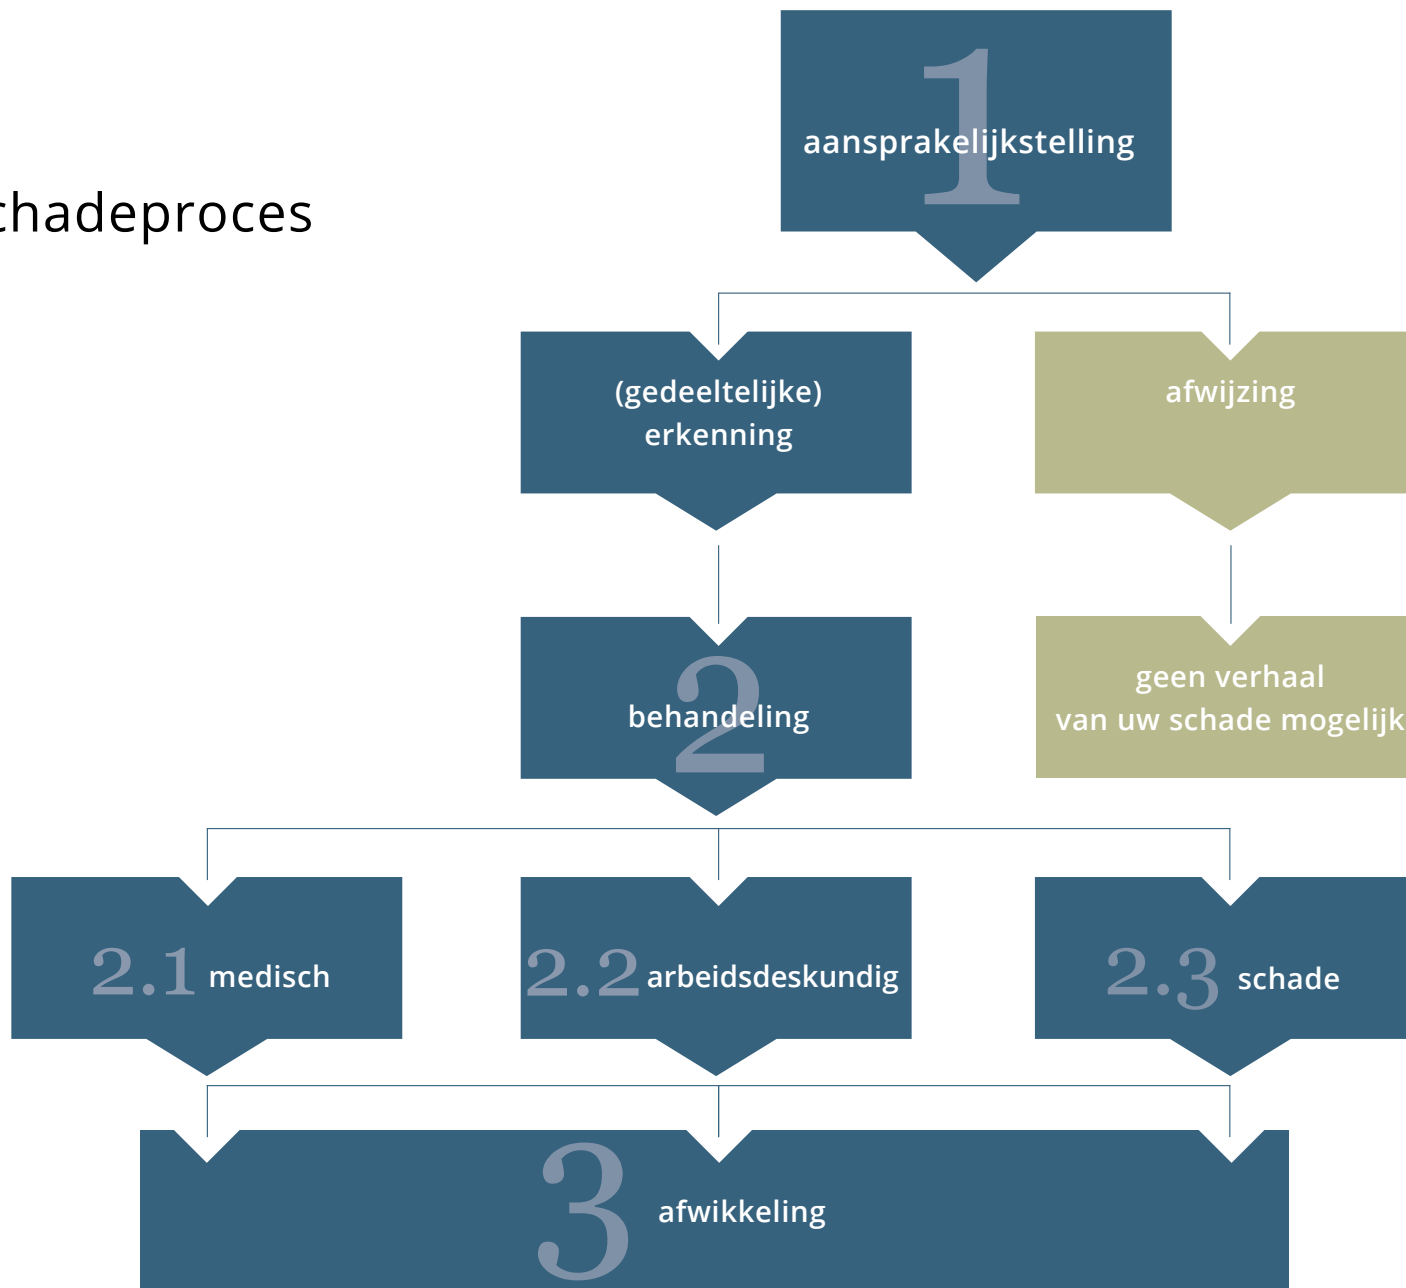 1
aansprakelijkstelling
chadeproces
(gedeeltelijke)
erkenning
afwijzing
2
behandeling
geen verhaal
van uw schade mogelijk
2.1 medisch
2.2 arbeidsdeskundig
2.3 schade
3 afwikkeling